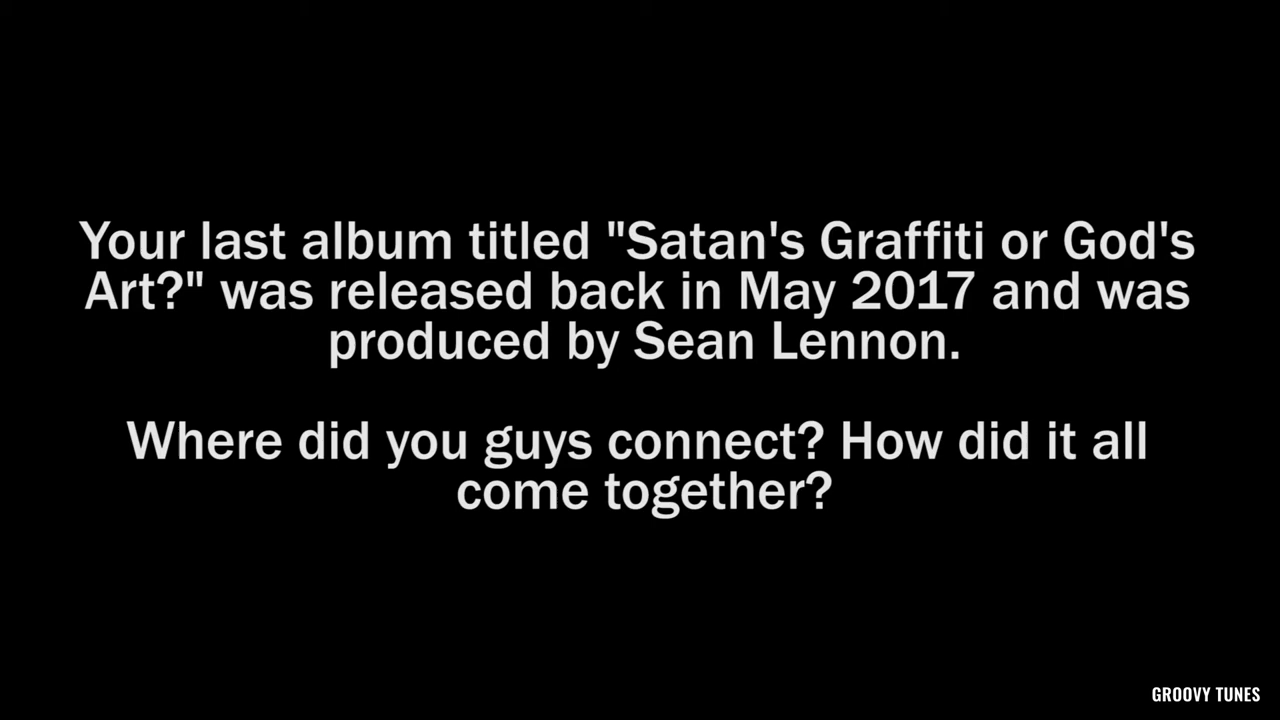 Your last album titled "Satan's Graffiti or God's
Art?" was released back in May 2017 and was
produced by Sean Lennon.
Where did you guys connect? How did it all
come together?
GROOVY TUNES